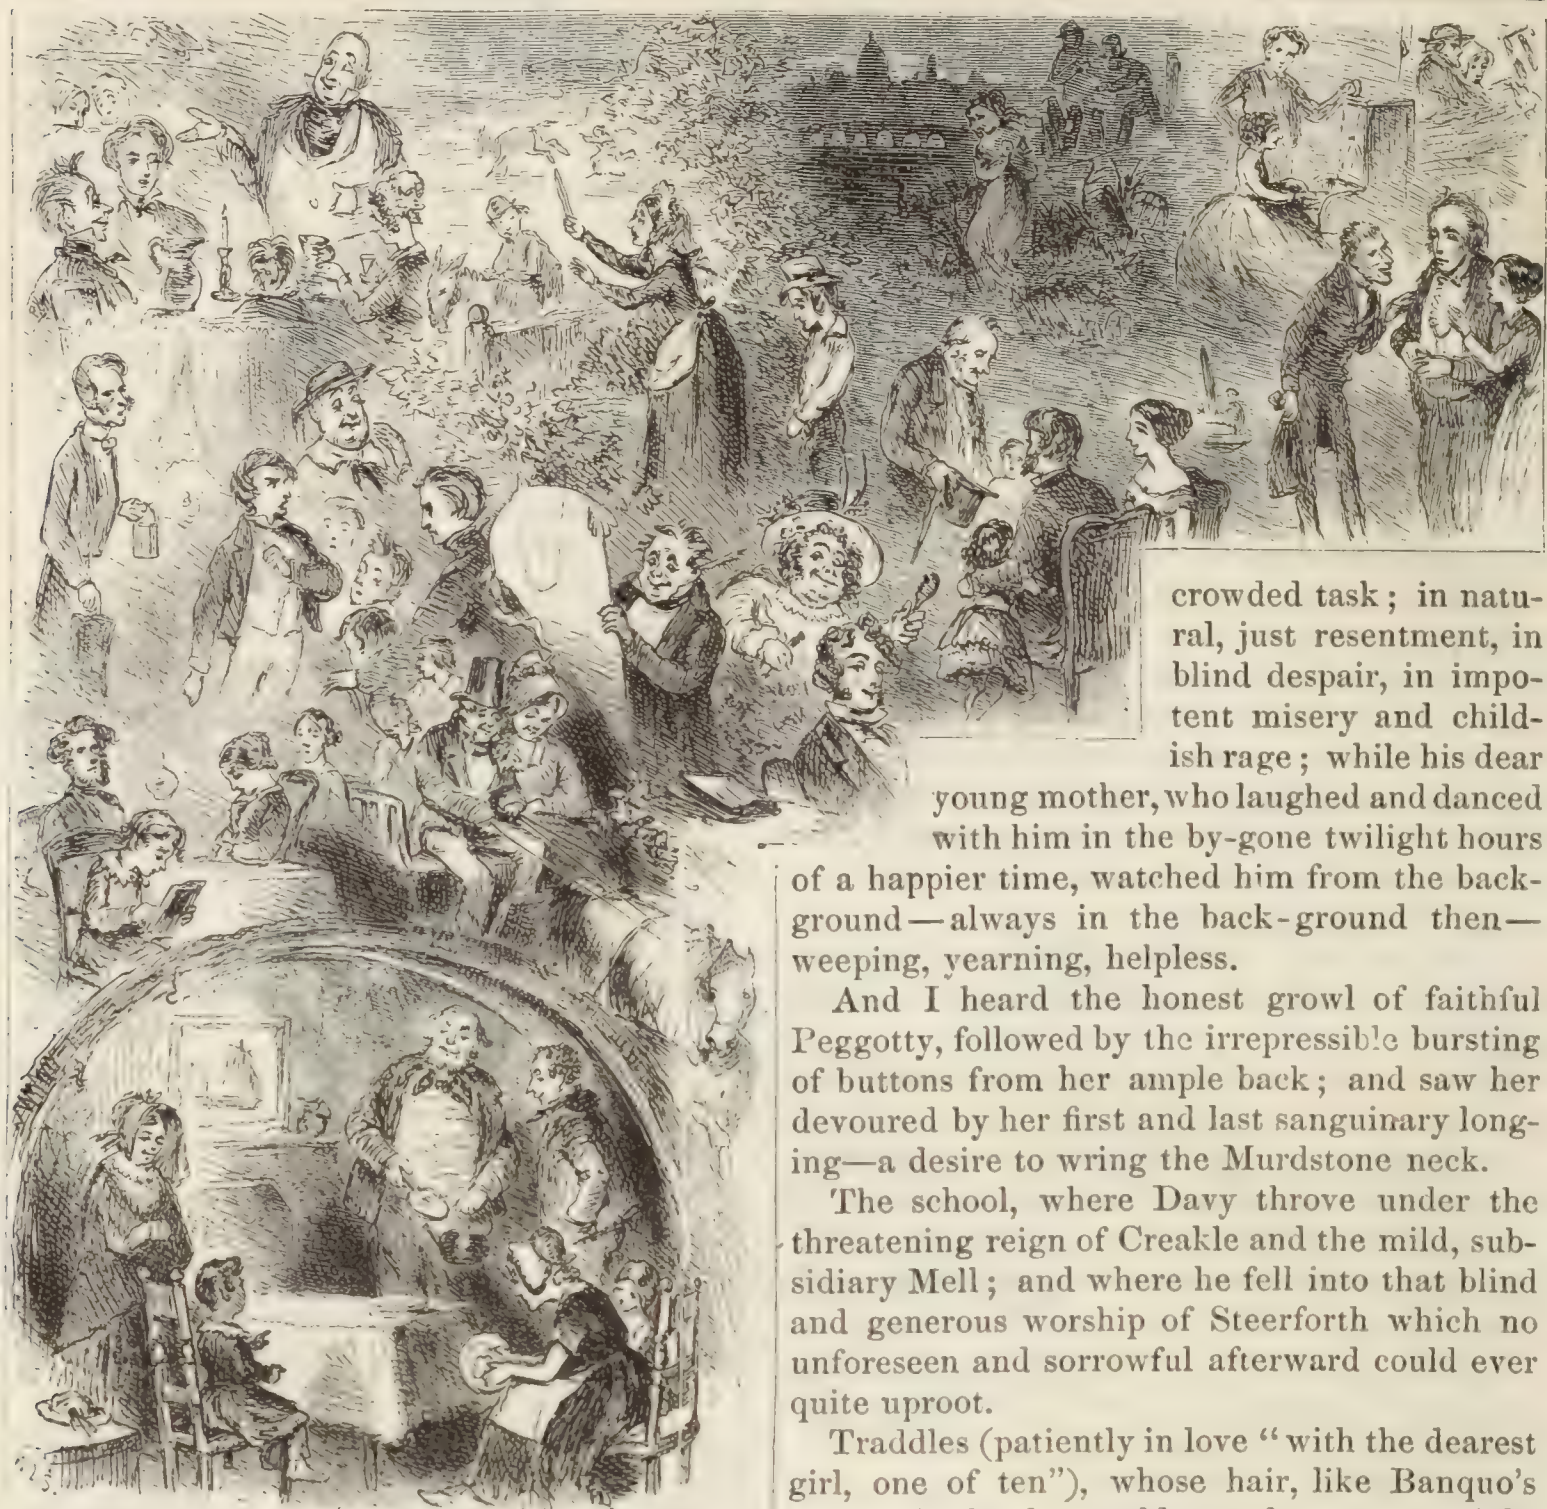 crowded task; in natu-
ral, just resentment, in
blind despair, in impo-
tent misery and child-
ish rage; while his dear
young mother, who laughed and danced
with him in the by-gone twilight hours
of a happier time, watched him from the back-
ground—always in the back-ground then—
weeping, yearning, helpless.
And I heard the honest growl of faithful
Peggotty, followed by the irrepressible bursting
of buttons from her ample back; and saw her
devoured by her first and last sanguinary long-
ing—a desire to wring the Murdstone neck.
The school, where Davy throve under the
threatening reign of Creakle and the mild, sub-
sidiary Mell; and where he fell into that blind
and generous worship of Steerforth which no
unforeseen and sorrowful afterward could ever
quite uproot.
Traddles (patiently in love "with the dearest
girl, one of ten"), whose hair, like Banquo's